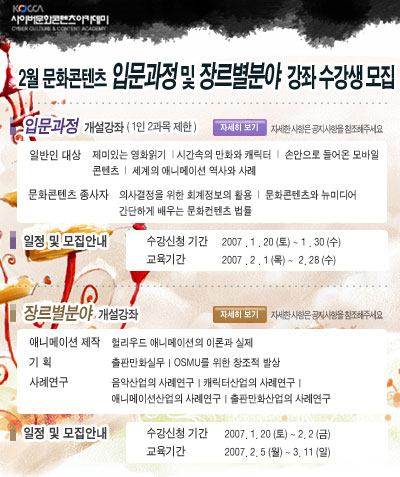 KOCCA
사이버문화콘텐츠아카데미
CYBER CULTURE & CONTENT ACADEMY
2월 문화콘텐츠 입문과정 및 장르별분야 강좌 수강생 모집
입문과정 개설강좌 ( 1인 2과목 제한 ) 자세히 보기 자세한 사항은 공지사항을 참조해주세요
일반인 대상 재미있는 영화읽기 | 시간속의 만화와 캐릭터 | 손안으로 들어온 모바일
콘텐츠 | 세계의 애니메이션 역사와 사례
문화콘텐츠 종사자 의사결정을 위한 회계정보의 활용 | 문화콘텐츠와 뉴미디어
간단하게 배우는 문화컨텐츠 법률
일정 및 모집안내 수강신청 기간 2007 . 1 . 20 (토) ~ 1 . 30 (수)
교육기간 2007 . 2 . 1 (목) ~ 2. 28 (수)
장르별분야 개설강좌 자세히 보기 자세한 사항은 공지사항을 참조해주세요
애니메이션 제작 헐리우드 애니메이션의 이론과 실제
기 획 출판만화실무 | OSMU를 위한 창조적 발상
사례연구 음악산업의 사례연구 | 캐릭터산업의 사례연구 |
애니메이션산업의 사례연구 | 출판만화산업의 사례연구
일정 및 모집안내 수강신청 기간 2007. 1. 20 (토) ~ 2. 2 (금)
교육기간 2007. 2. 5 (월) ~ 3. 11 (일)